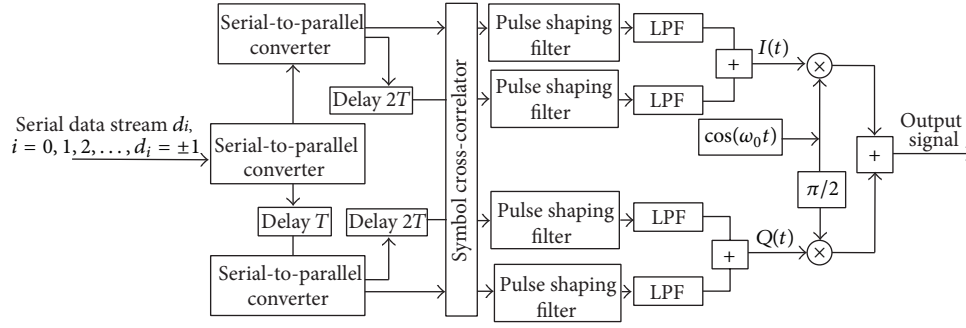 Serial-to-parallel
converter
Delay 2T
Serial data stream dᵢ,
i = 0, 1, 2, . . . , dᵢ = ±1
Serial-to-parallel
converter
Delay T
Delay 2T
Serial-to-parallel
converter
Symbol cross-correlator
Pulse shaping
filter
LPF
Pulse shaping
filter
LPF
+
I(t)
×
cos(ω₀t)
π/2
Pulse shaping
filter
LPF
Pulse shaping
filter
LPF
+
Q(t)
×
+
Output
signal